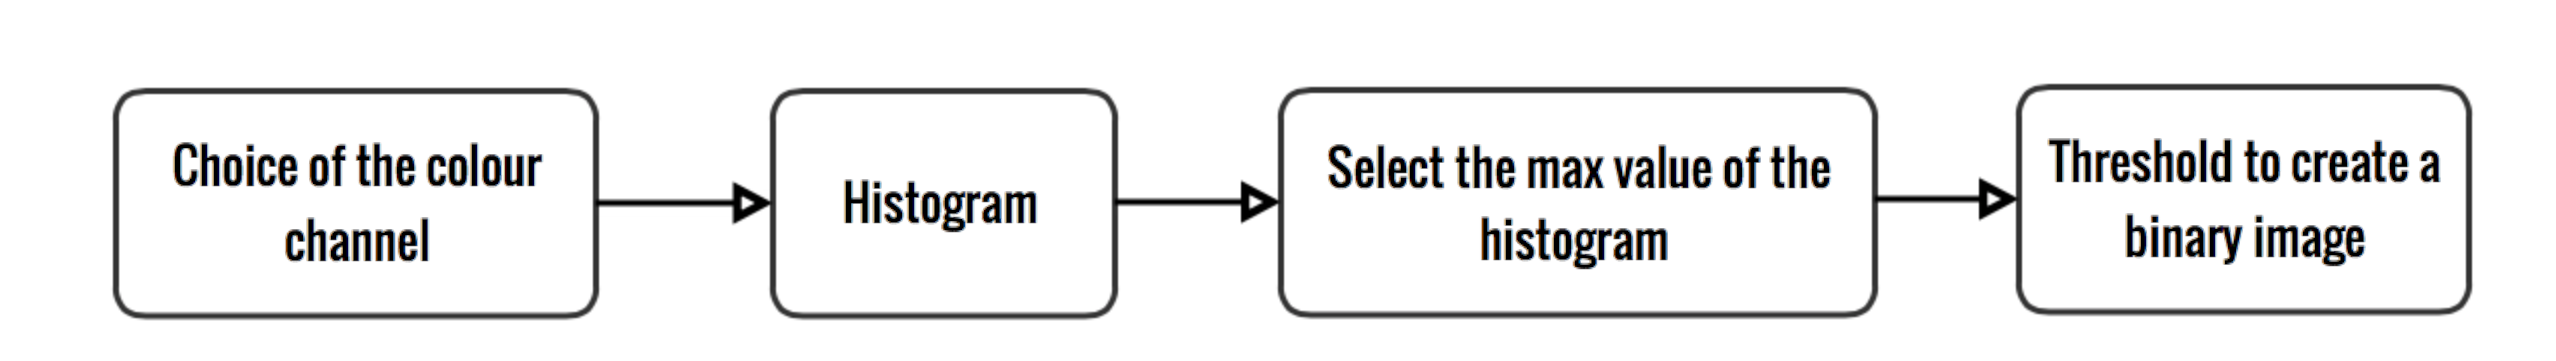 Choice of the colour
channel
Histogram
Select the max value of the
histogram
Threshold to create a
binary image